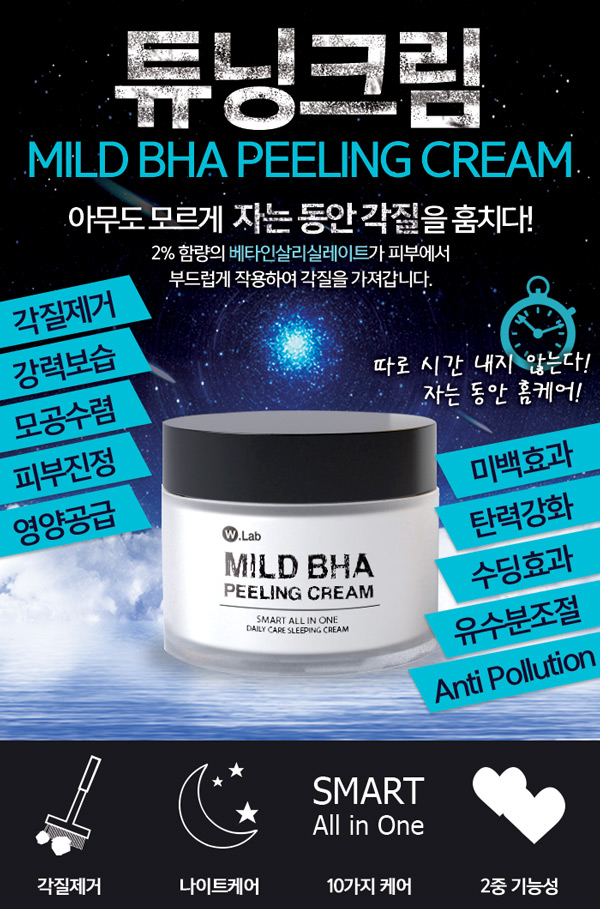 튜닝크림
MILD BHA PEELING CREAM
아무도 모르게 자는 동안 각질을 훔치다!
2% 함량의 베타인살리실레이트가 피부에서
부드럽게 작용하여 각질을 가져갑니다.
각질제거
강력보습
모공수렴
피부진정
영양공급
따로 시간 내지 않는다!
자는 동안 홈케어!
미백효과
탄력강화
수딩효과
유수분조절
Anti Pollution
W.Lab
MILD BHA
PEELING CREAM
SMART ALL IN ONE
DAILY CARE SLEEPING CREAM
SMART
All in One
각질제거
나이트케어
10가지 케어
2중 기능성